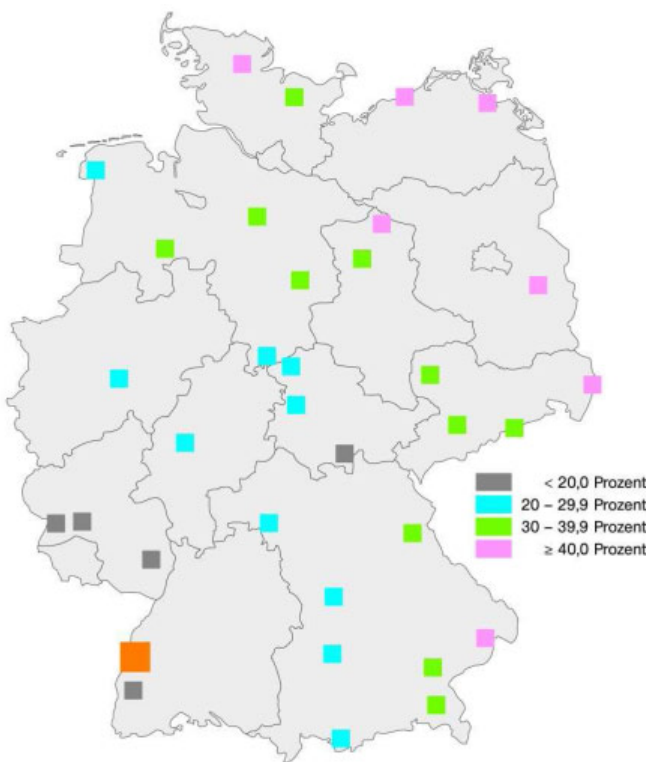 < 20,0 Prozent
20 – 29,9 Prozent
30 – 39,9 Prozent
≥ 40,0 Prozent